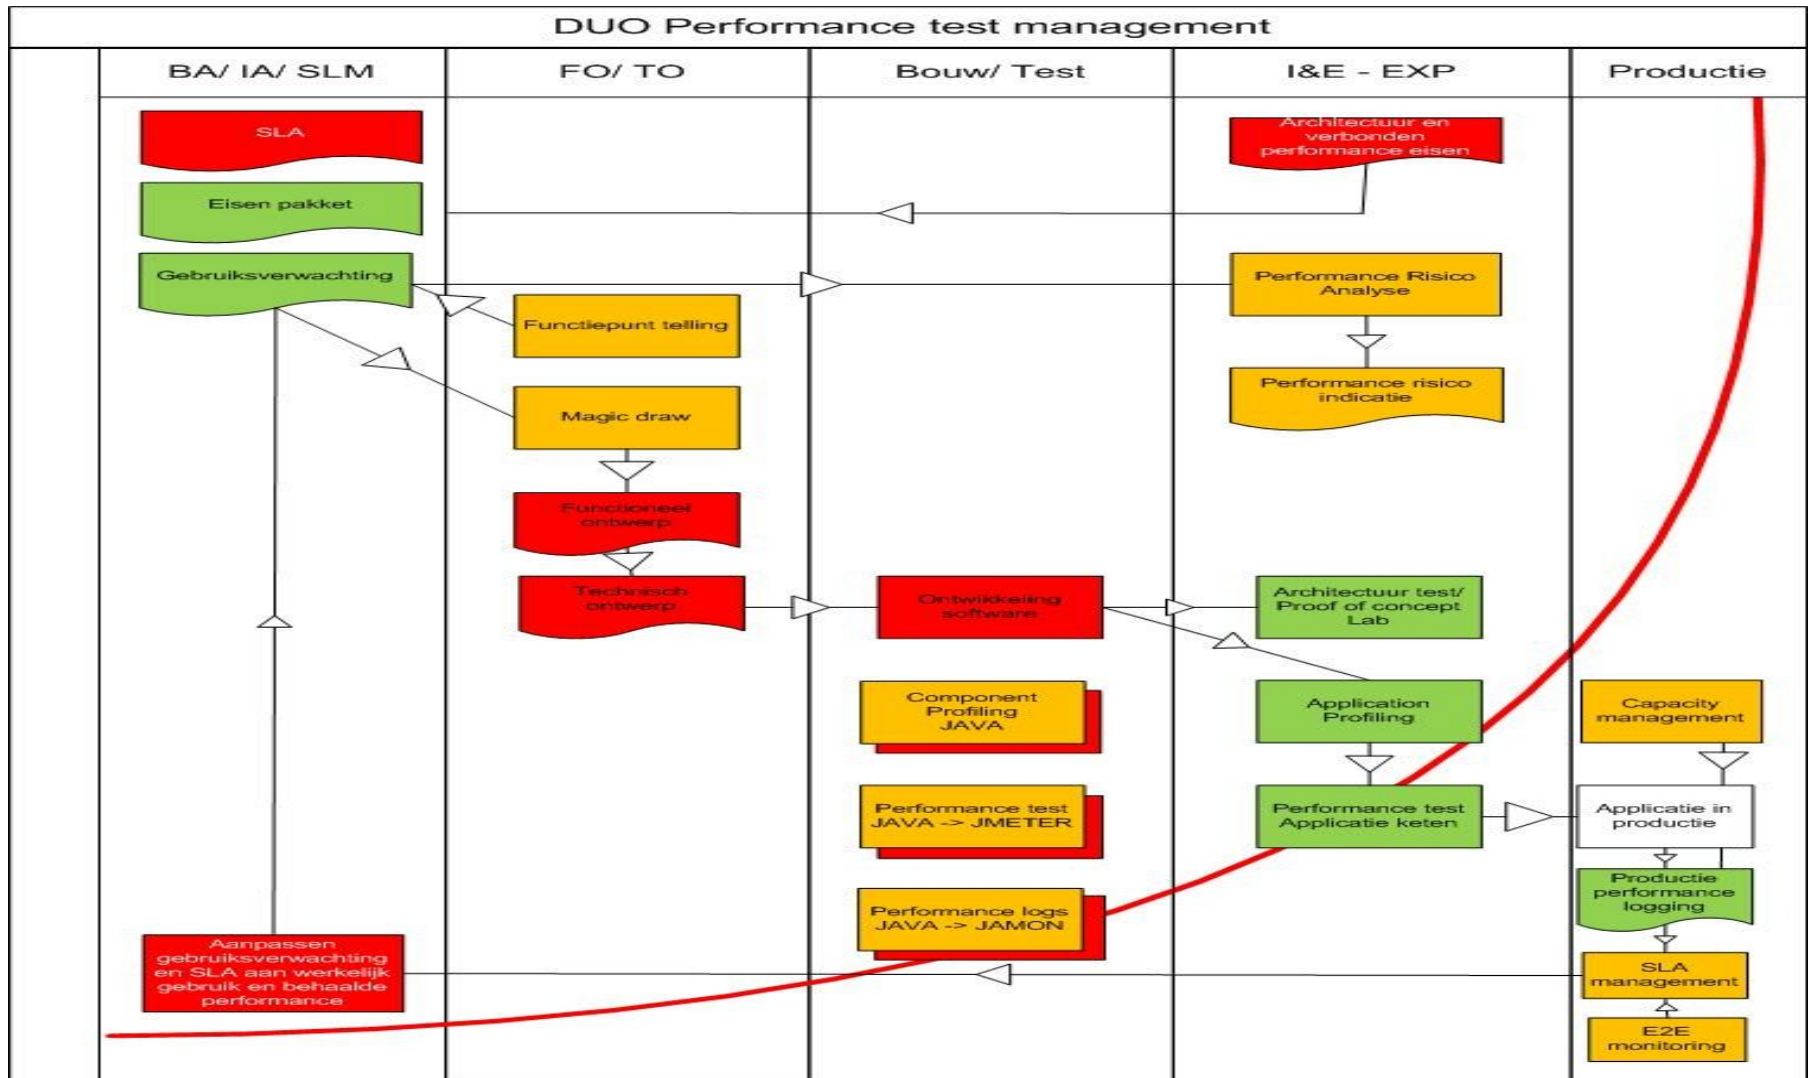 DUO Performance test management
BA/ IA/ SLM
FO/ TO
Bouw/ Test
I&E - EXP
Productie
SLA
Eisen pakket
Gebruiksverwachting
Functiepunt telling
Magic draw
Functioneel
ontwerp
Technisch
ontwerp
Ontwikkeling
software
Component
Profiling
JAVA
Performance test
JAVA -> JMETER
Performance logs
JAVA -> JAMON
Architectuur en
verbonden
performance eisen
Performance Risico
Analyse
Performance risico
indicatie
Architectuur test/
Proof of concept
Lab
Application
Profiling
Performance test
Applicatie keten
Capacity
management
Applicatie in
productie
Productie
performance
logging
SLA
management
E2E
monitoring
Aanpassen
gebruiksverwachting
en SLA aan werkelijk
gebruik en behaalde
performance